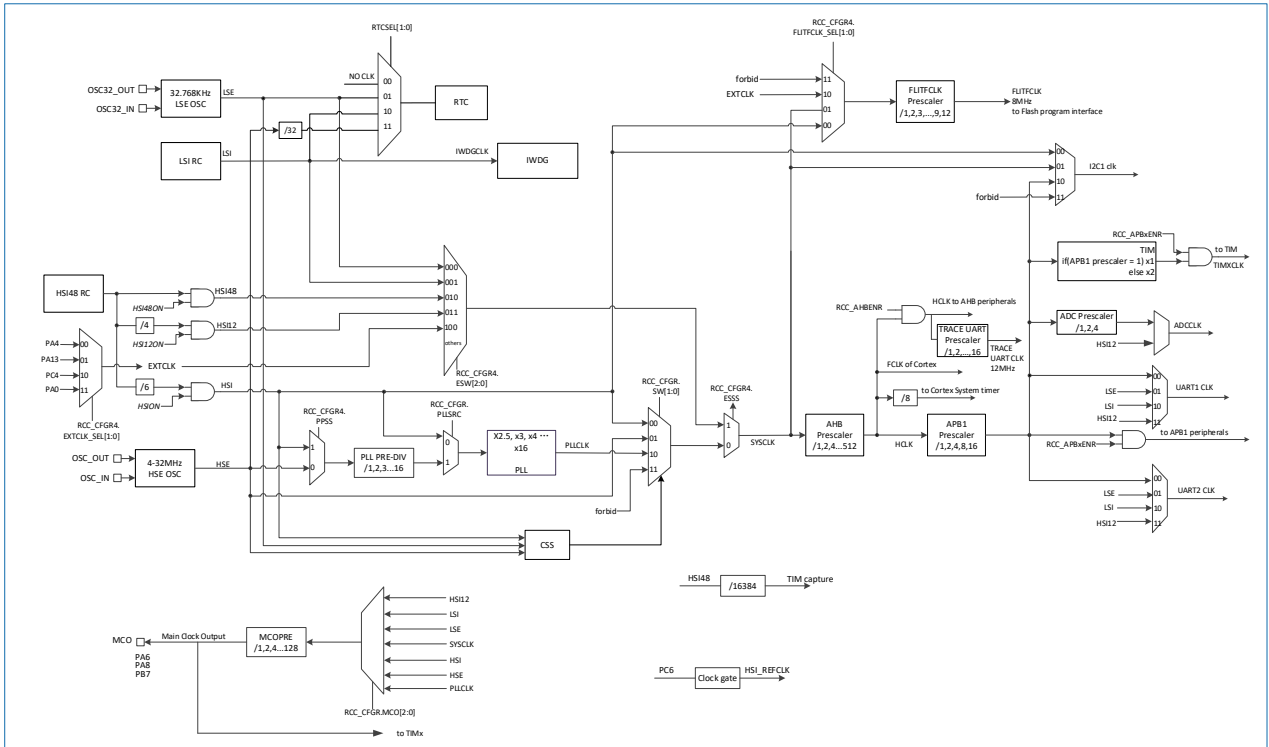 RTCSEL[1:0]
NO CLK
00
01
10
11
OSC32_OUT
OSC32_IN
32.768KHz
LSE OSC
LSE
/32
RTC
LSI RC
LSI
IWDGCLK
IWDG
RCC_CFGR4.
FLITFCLK_SEL[1:0]
forbid
EXTCLK
11
10
01
00
FLITFCLK
Prescaler
/1,2,3,...,9,12
FLITFCLK
8MHz
to Flash program interface
00
01
10
11
forbid
I2C1 clk
HSI48 RC
HSI48ON
HSI48
/4
HSI12ON
HSI12
PA4
PA13
PC4
PA0
00
01
10
11
EXTCLK
/6
HSION
HSI
RCC_CFGR4.
EXTCLK_SEL[1:0]
000
001
010
011
100
others
RCC_CFGR4.
ESW[2:0]
OSC_OUT
OSC_IN
4-32MHz
HSE OSC
HSE
RCC_CFGR4.
PPSS
1
0
PLL PRE-DIV
/1,2,3...16
RCC_CFGR.
PLLSRC
0
1
X2.5, x3, x4 ···
x16
PLL
PLLCLK
RCC_CFGR.
SW[1:0]
00
01
10
11
forbid
CSS
RCC_CFGR4.
ESSS
1
0
SYSCLK
AHB
Prescaler
/1,2,4...512
HCLK
RCC_AHBENR
HCLK to AHB peripherals
TRACE UART
Prescaler
/1,2,...,16
TRACE
UART CLK
12MHz
FCLK of Cortex
/8
to Cortex System timer
APB1
Prescaler
/1,2,4,8,16
RCC_APBxENR
TIM
if(APB1 prescaler = 1) x1
else x2
to TIM
TIMXCLK
ADC Prescaler
/1,2,4
HSI12
ADCCLK
00
01
10
11
LSE
LSI
HSI12
UART1 CLK
RCC_APBxENR
to APB1 peripherals
00
01
10
11
LSE
LSI
HSI12
UART2 CLK
HSI48
/16384
TIM capture
MCO
PA6
PA8
PB7
Main Clock Output
MCOPRE
/1,2,4...128
HSI12
LSI
LSE
SYSCLK
HSI
HSE
PLLCLK
RCC_CFGR.MCO[2:0]
to TIMx
PC6
Clock gate
HSI_REFCLK